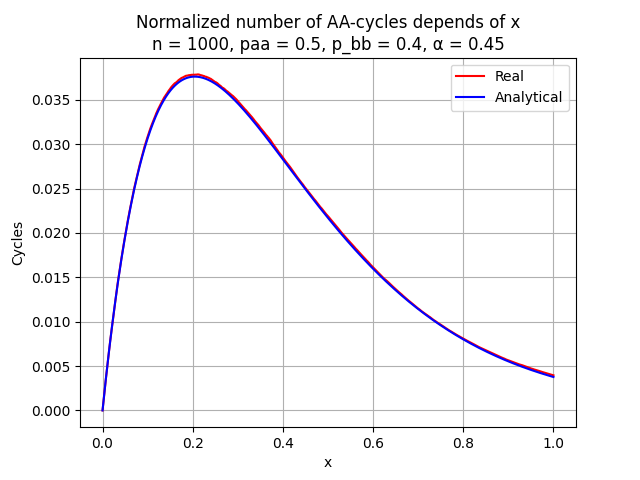 Normalized number of AA-cycles depends of x
n = 1000, paa = 0.5, p_bb = 0.4, α = 0.45
Real
Analytical
Cycles
0.035
0.030
0.025
0.020
0.015
0.010
0.005
0.000
0.0 0.2 0.4 0.6 0.8 1.0
x